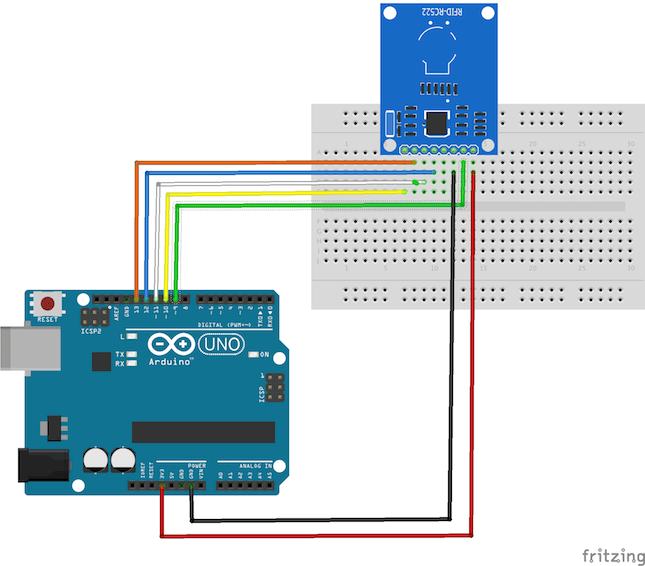 RFID-RC522
1 5 10 15 20 25 30
1 5 10 15 20 25 30
RESET
ICSP2
AREF
GND
13
12
~11
~10
~9
8
7
~6
~5
4
~3
2
TX0▶1
RX0◀0
DIGITAL (PWM~)
L
TX
RX
Arduino™
UNO
ON
1
ICSP
IOREF
RESET
3V3
5V
GND
GND
VIN
POWER
ANALOG IN
A0
A1
A2
A3
A4
A5
fritzing